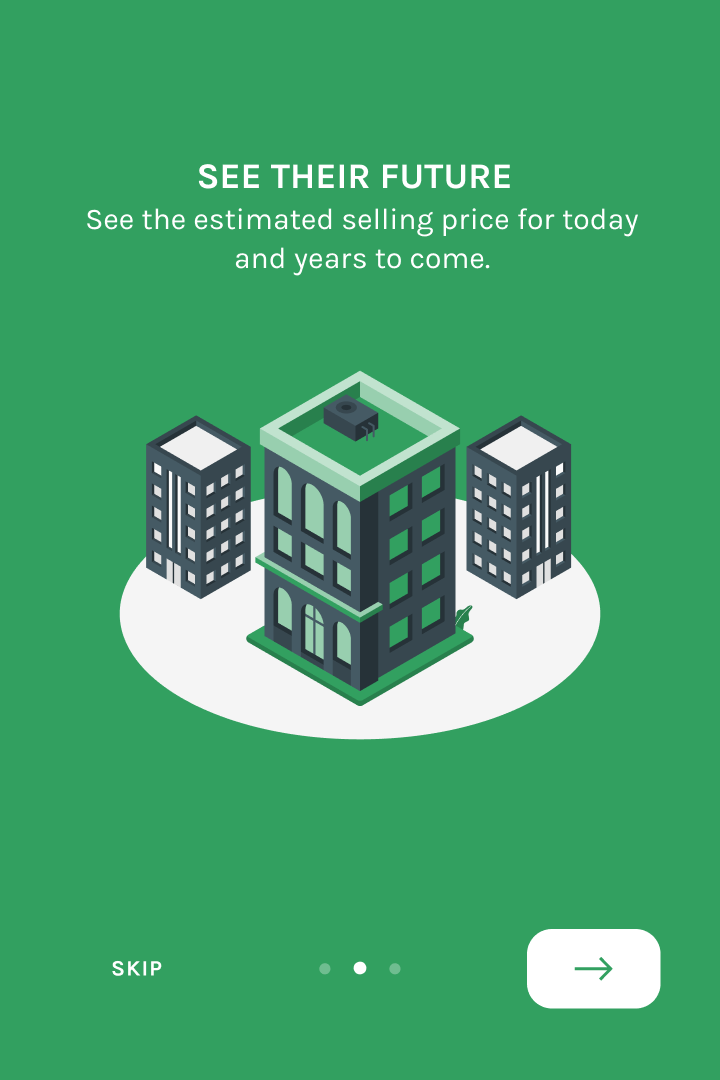 SEE THEIR FUTURE
See the estimated selling price for today
and years to come.
SKIP